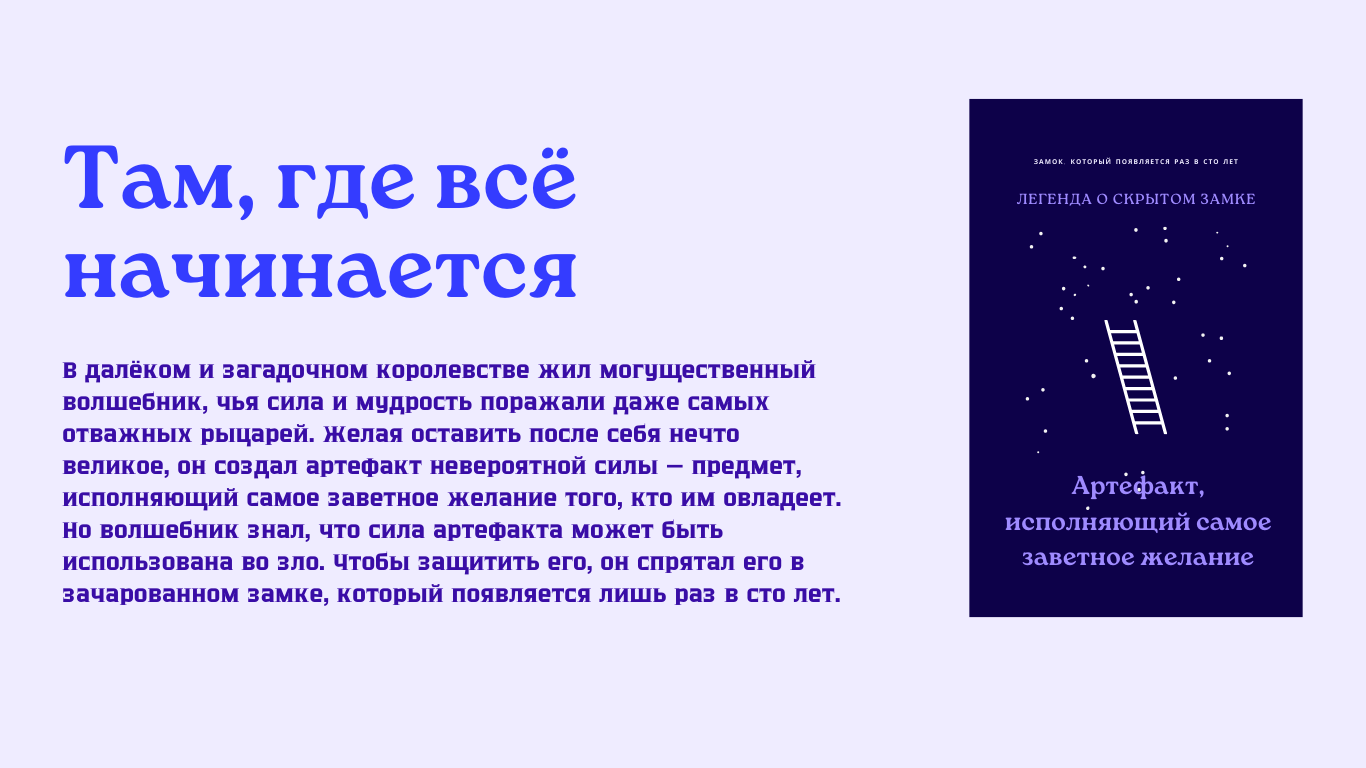 Там, где всё
начинается
В далёком и загадочном королевстве жил могущественный
волшебник, чья сила и мудрость поражали даже самых
отважных рыцарей. Желая оставить после себя нечто
великое, он создал артефакт невероятной силы — предмет,
исполняющий самое заветное желание того, кто им овладеет.
Но волшебник знал, что сила артефакта может быть
использована во зло. Чтобы защитить его, он спрятал его в
зачарованном замке, который появляется лишь раз в сто лет.
ЗАМОК. КОТОРЫЙ ПОЯВЛЯЕТСЯ РАЗ В СТО ЛЕТ
ЛЕГЕНДА О СКРЫТОМ ЗАМКЕ
Артефакт,
исполняющий самое
заветное желание